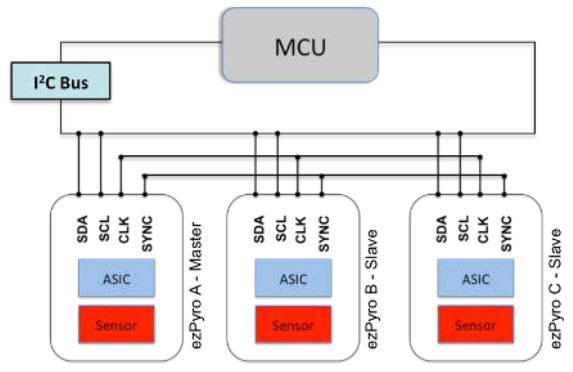 MCU
I²C Bus
SDA
SCL
CLK
SYNC
ASIC
Sensor
ezPyro A - Master
SDA
SCL
CLK
SYNC
ASIC
Sensor
ezPyro B - Slave
SDA
SCL
CLK
SYNC
ASIC
Sensor
ezPyro C - Slave